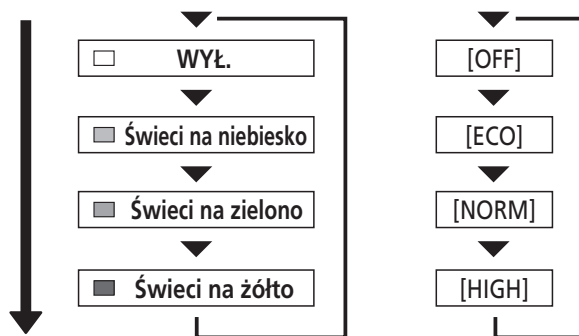 WYŁ.
Świeci na niebiesko
Świeci na zielono
Świeci na żółto
[OFF]
[ECO]
[NORM]
[HIGH]